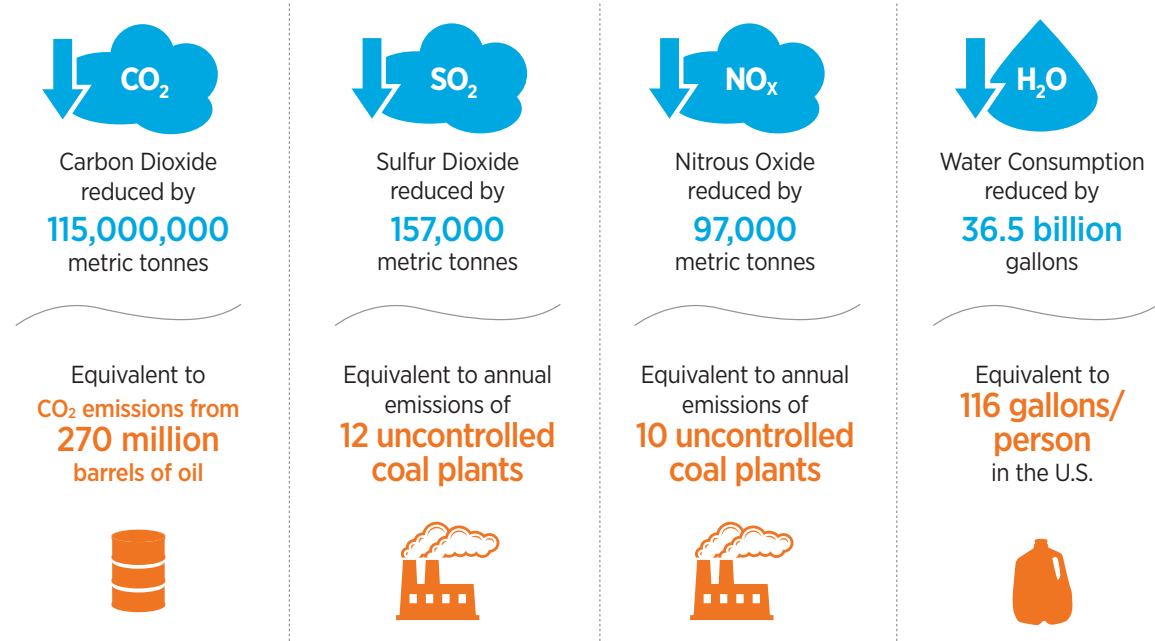 CO₂
Carbon Dioxide
reduced by
115,000,000
metric tonnes
Equivalent to
CO₂ emissions from
270 million
barrels of oil
SO₂
Sulfur Dioxide
reduced by
157,000
metric tonnes
Equivalent to annual
emissions of
12 uncontrolled
coal plants
NOₓ
Nitrous Oxide
reduced by
97,000
metric tonnes
Equivalent to annual
emissions of
10 uncontrolled
coal plants
H₂O
Water Consumption
reduced by
36.5 billion
gallons
Equivalent to
116 gallons/
person
in the U.S.